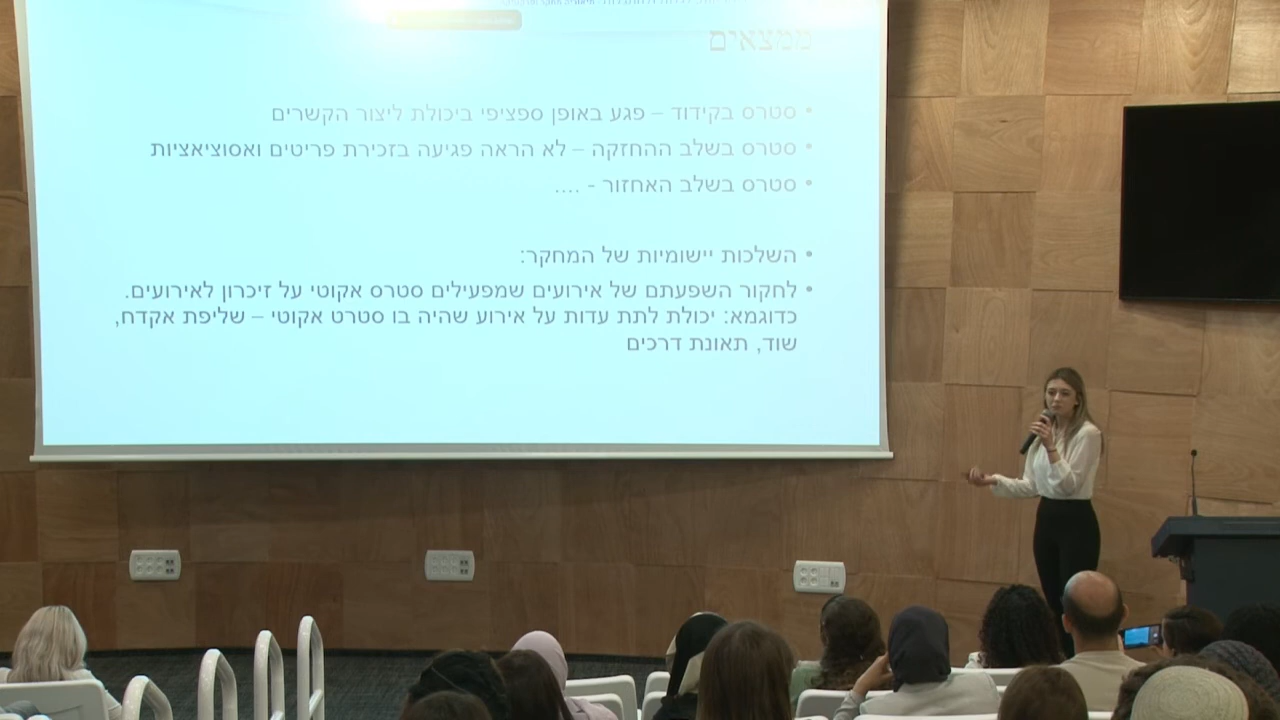 ממצאים
• סטרס בקידוד – פגע באופן ספציפי ביכולת ליצור הקשרים
• סטרס בשלב ההחזקה – לא הראה פגיעה בזכירת פריטים ואסוציאציות
• סטרס בשלב האחזור - ....
• השלכות יישומיות של המחקר:
• לחקור השפעתם של אירועים שמפעילים סטרס אקוטי על זיכרון לאירועים.
כדוגמא: יכולת לתת עדות על אירוע שהיה בו סטרט אקוטי – שליפת אקדח,
שוד, תאונת דרכים